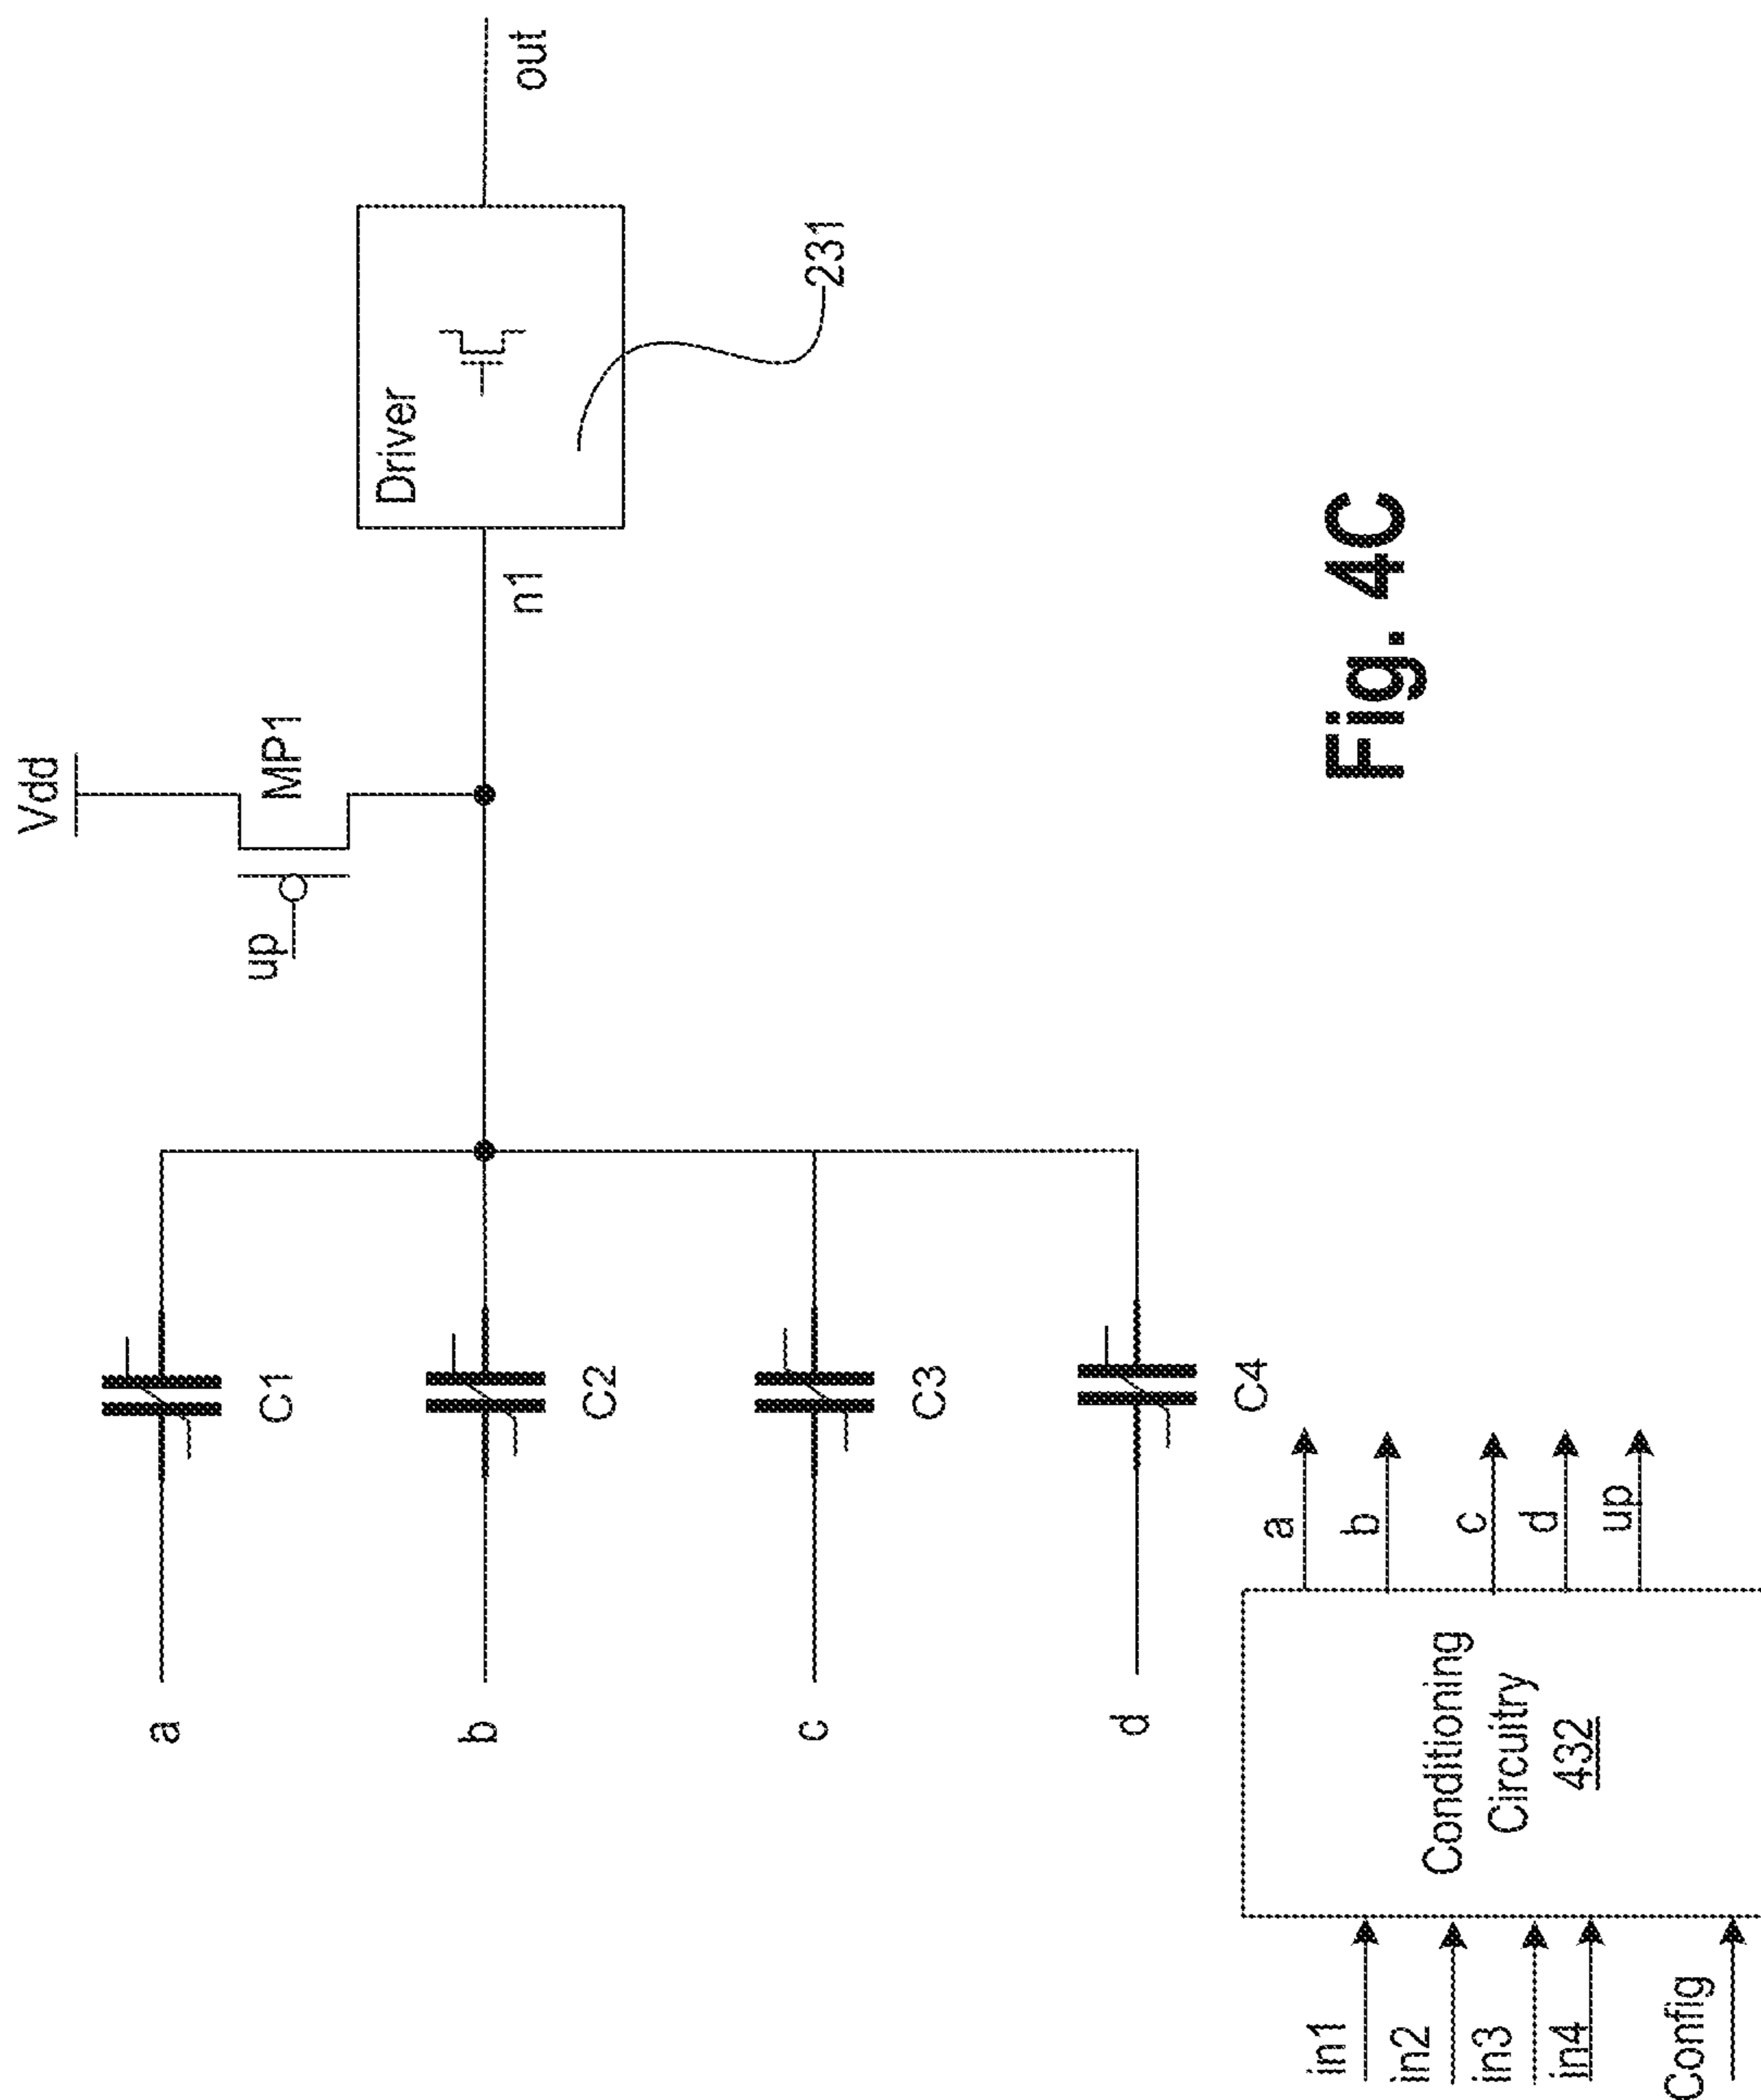 Vdd
MP1
up
a
C1
b
C2
c
C3
d
C4
n1
Driver
out
231
in1
in2
in3
in4
Config
Conditioning
Circuitry
432
a
b
c
d
up
Fig. 4C